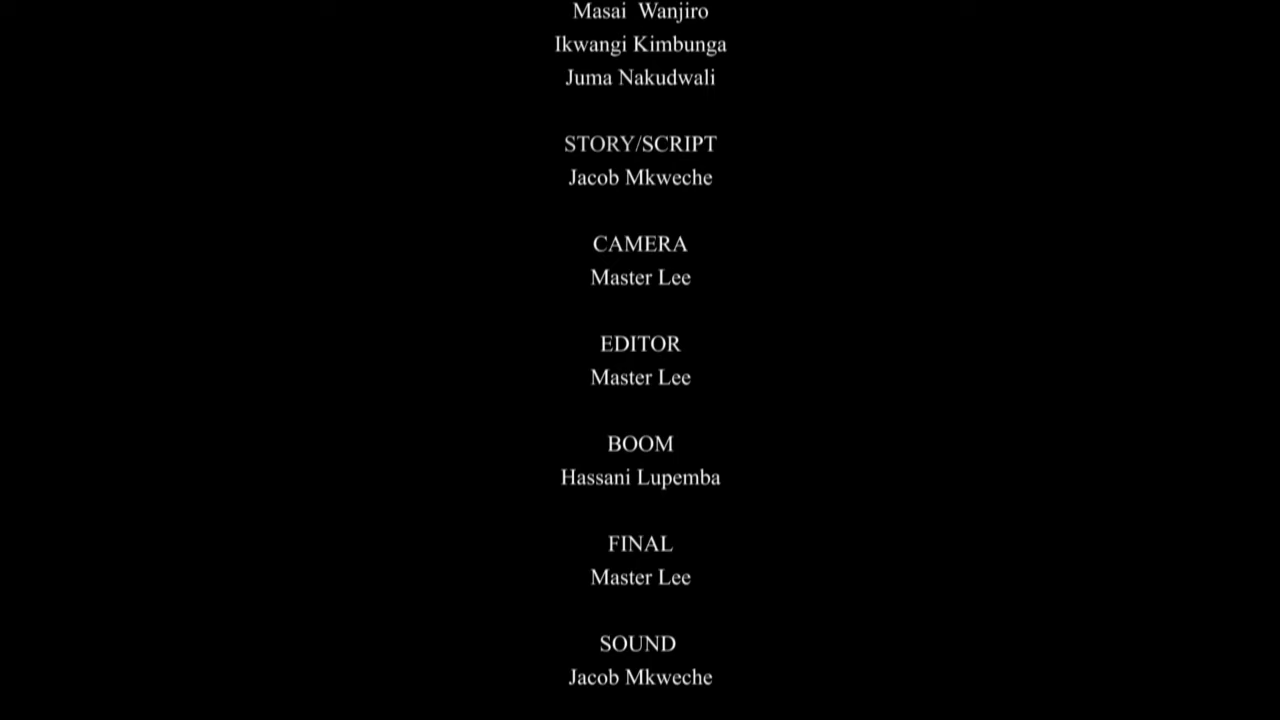 Masai  Wanjiro
Ikwangi Kimbunga
Juma Nakudwali
STORY/SCRIPT
Jacob Mkweche
CAMERA
Master Lee
EDITOR
Master Lee
BOOM
Hassani Lupemba
FINAL
Master Lee
SOUND
Jacob Mkweche